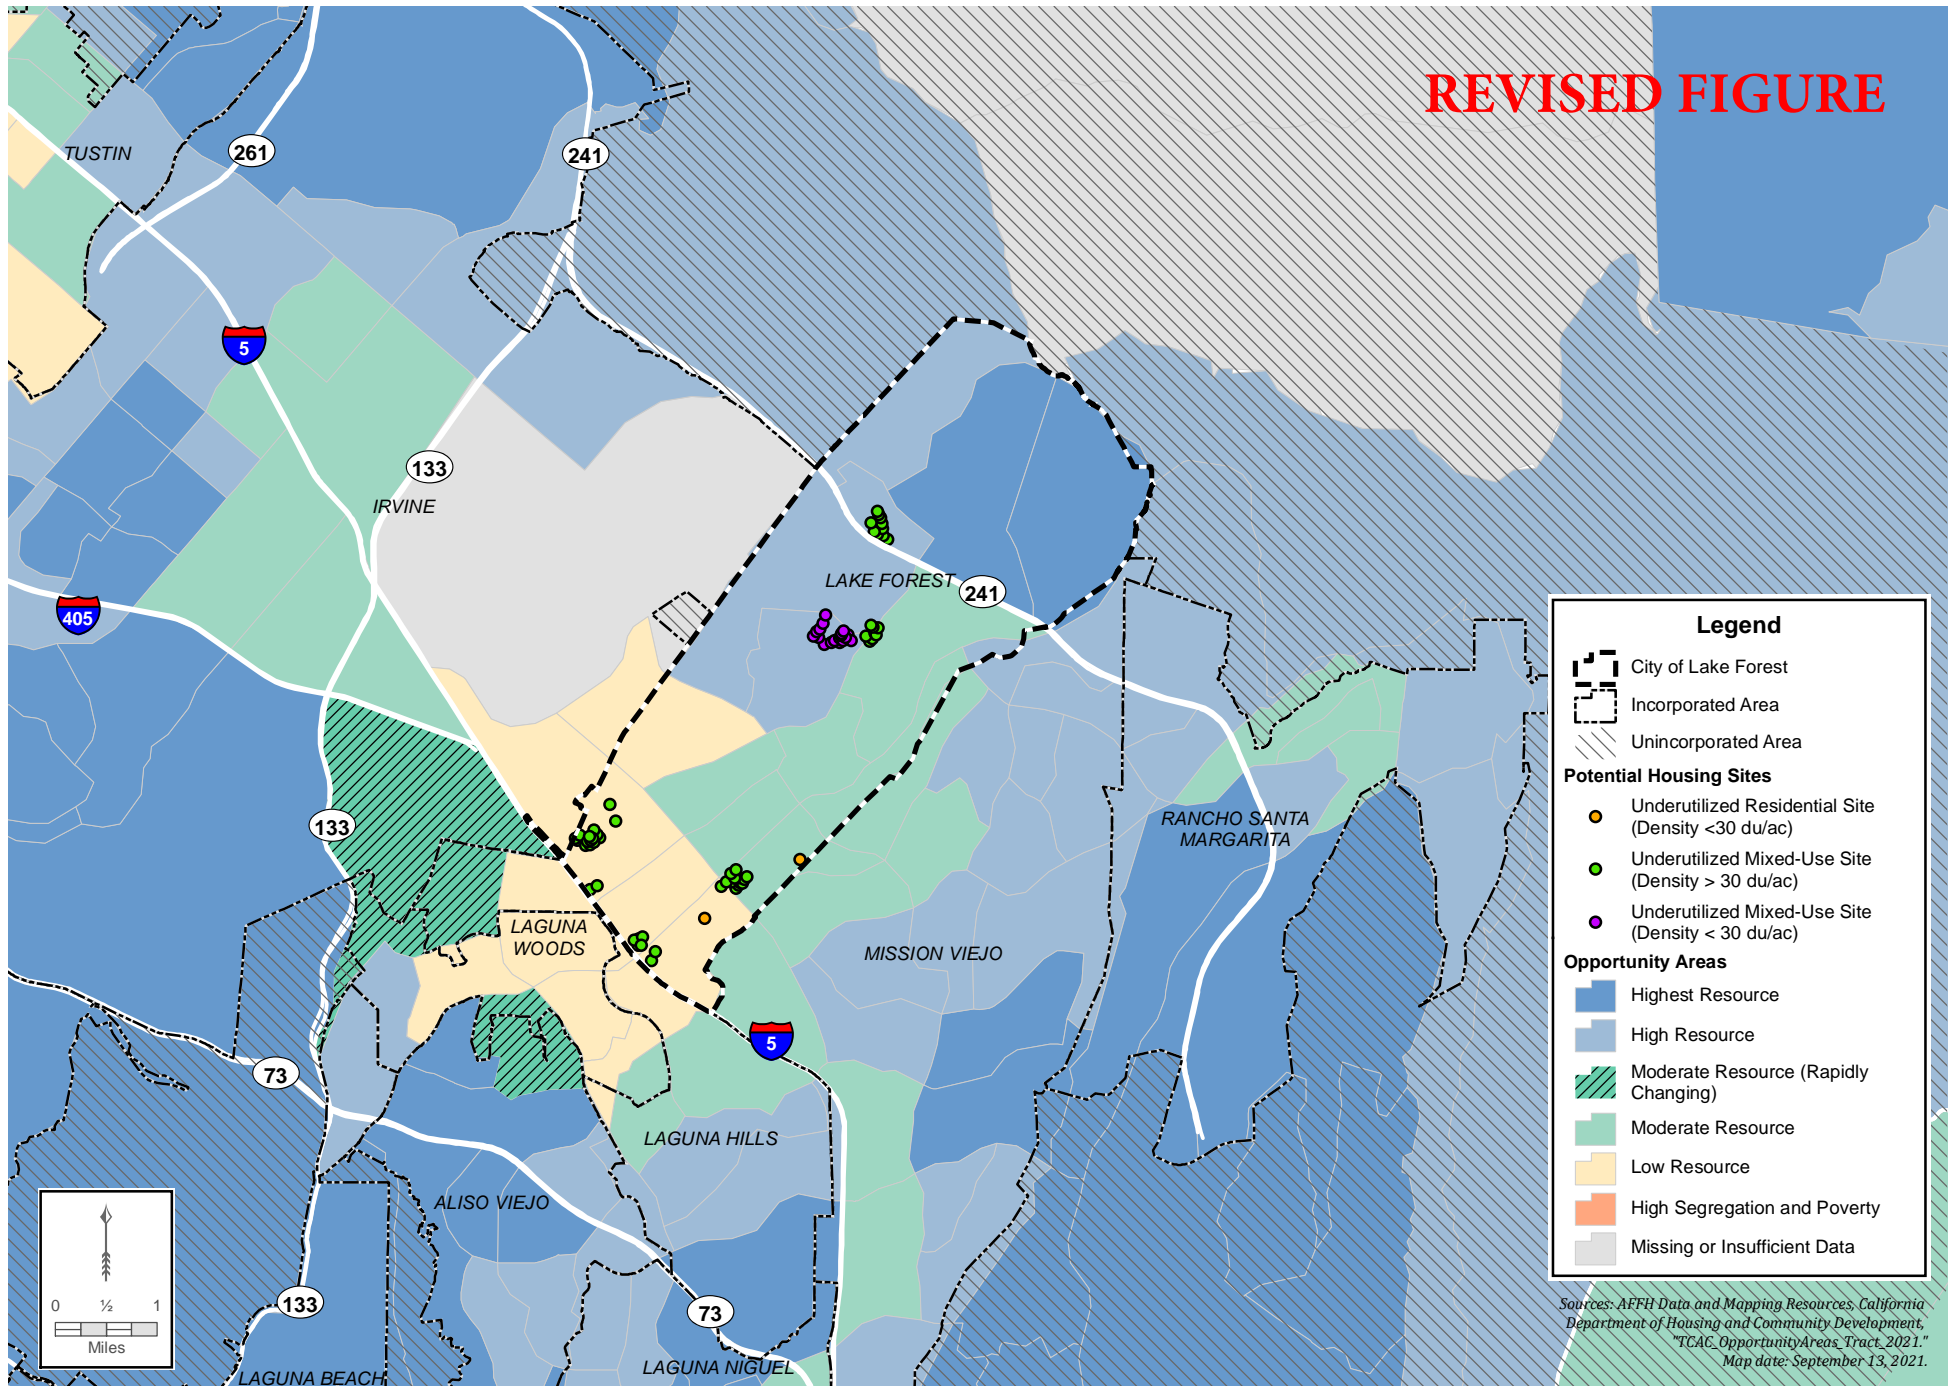 REVISED FIGURE
TUSTIN
261
241
5
133
IRVINE
405
LAKE FOREST
241
133
RANCHO SANTA
MARGARITA
LAGUNA
WOODS
MISSION VIEJO
5
73
LAGUNA HILLS
ALISO VIEJO
133
73
LAGUNA NIGUEL
LAGUNA BEACH
0 ½ 1
Miles
Legend
City of Lake Forest
Incorporated Area
Unincorporated Area
Potential Housing Sites
Underutilized Residential Site
(Density <30 du/ac)
Underutilized Mixed-Use Site
(Density > 30 du/ac)
Underutilized Mixed-Use Site
(Density < 30 du/ac)
Opportunity Areas
Highest Resource
High Resource
Moderate Resource (Rapidly
Changing)
Moderate Resource
Low Resource
High Segregation and Poverty
Missing or Insufficient Data
Sources: AFFH Data and Mapping Resources, California
Department of Housing and Community Development,
"TCAC_OpportunityAreas_Tract_2021."
Map date: September 13, 2021.